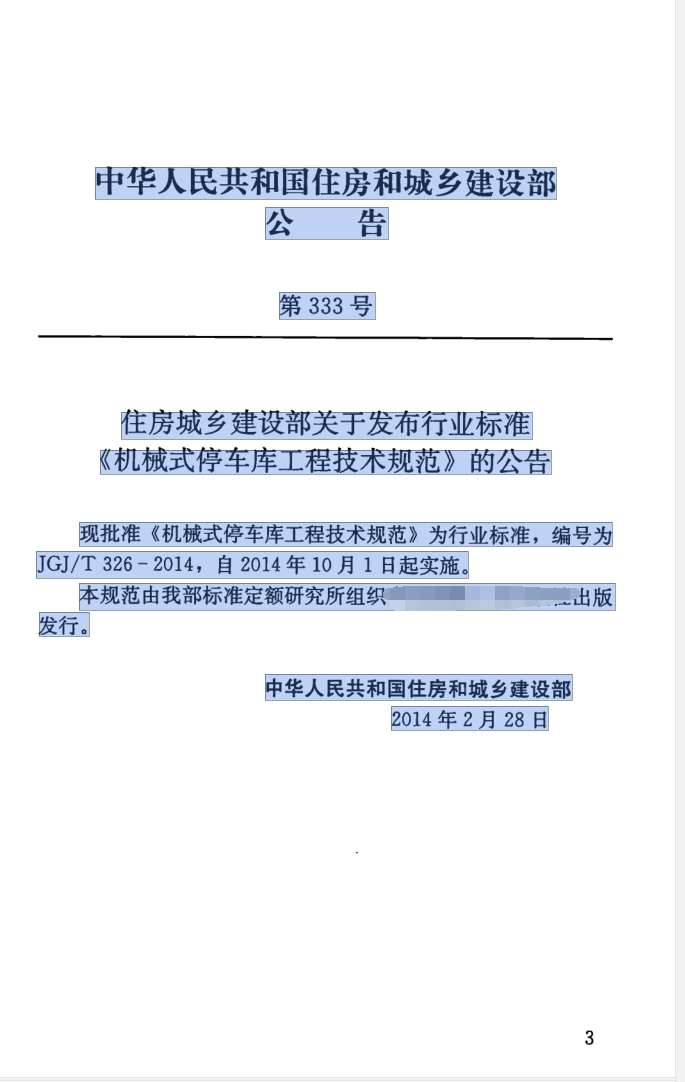 中华人民共和国住房和城乡建设部
公 告
第 333 号
住房城乡建设部关于发布行业标准
《机械式停车库工程技术规范》的公告
现批准《机械式停车库工程技术规范》为行业标准，编号为
JGJ/T 326－2014，自 2014 年 10 月 1 日起实施。
本规范由我部标准定额研究所组织出版
发行。
中华人民共和国住房和城乡建设部
2014 年 2 月 28 日
3